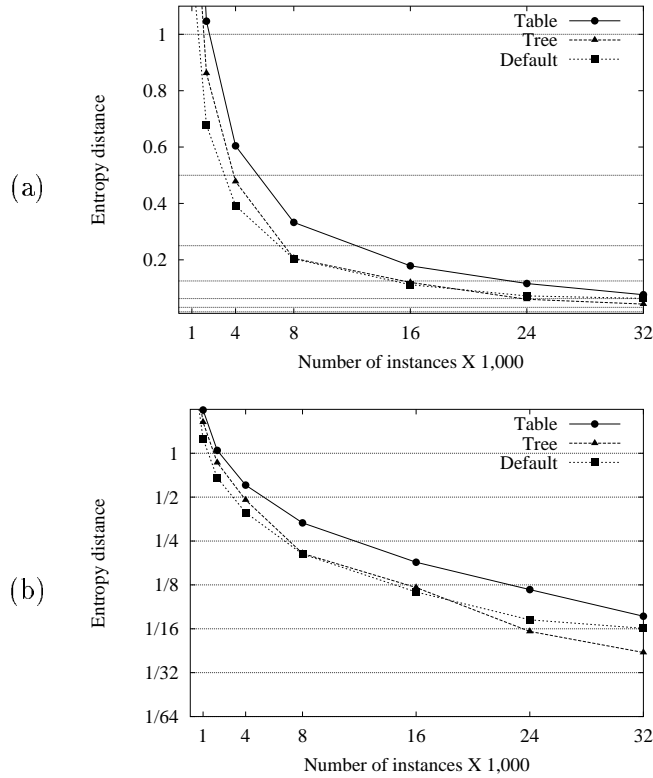 (a)
Entropy distance
1
0.8
0.6
0.4
0.2
Table
Tree
Default
1 4 8 16 24 32
Number of instances X 1,000
(b)
Entropy distance
1
1/2
1/4
1/8
1/16
1/32
1/64
Table
Tree
Default
1 4 8 16 24 32
Number of instances X 1,000